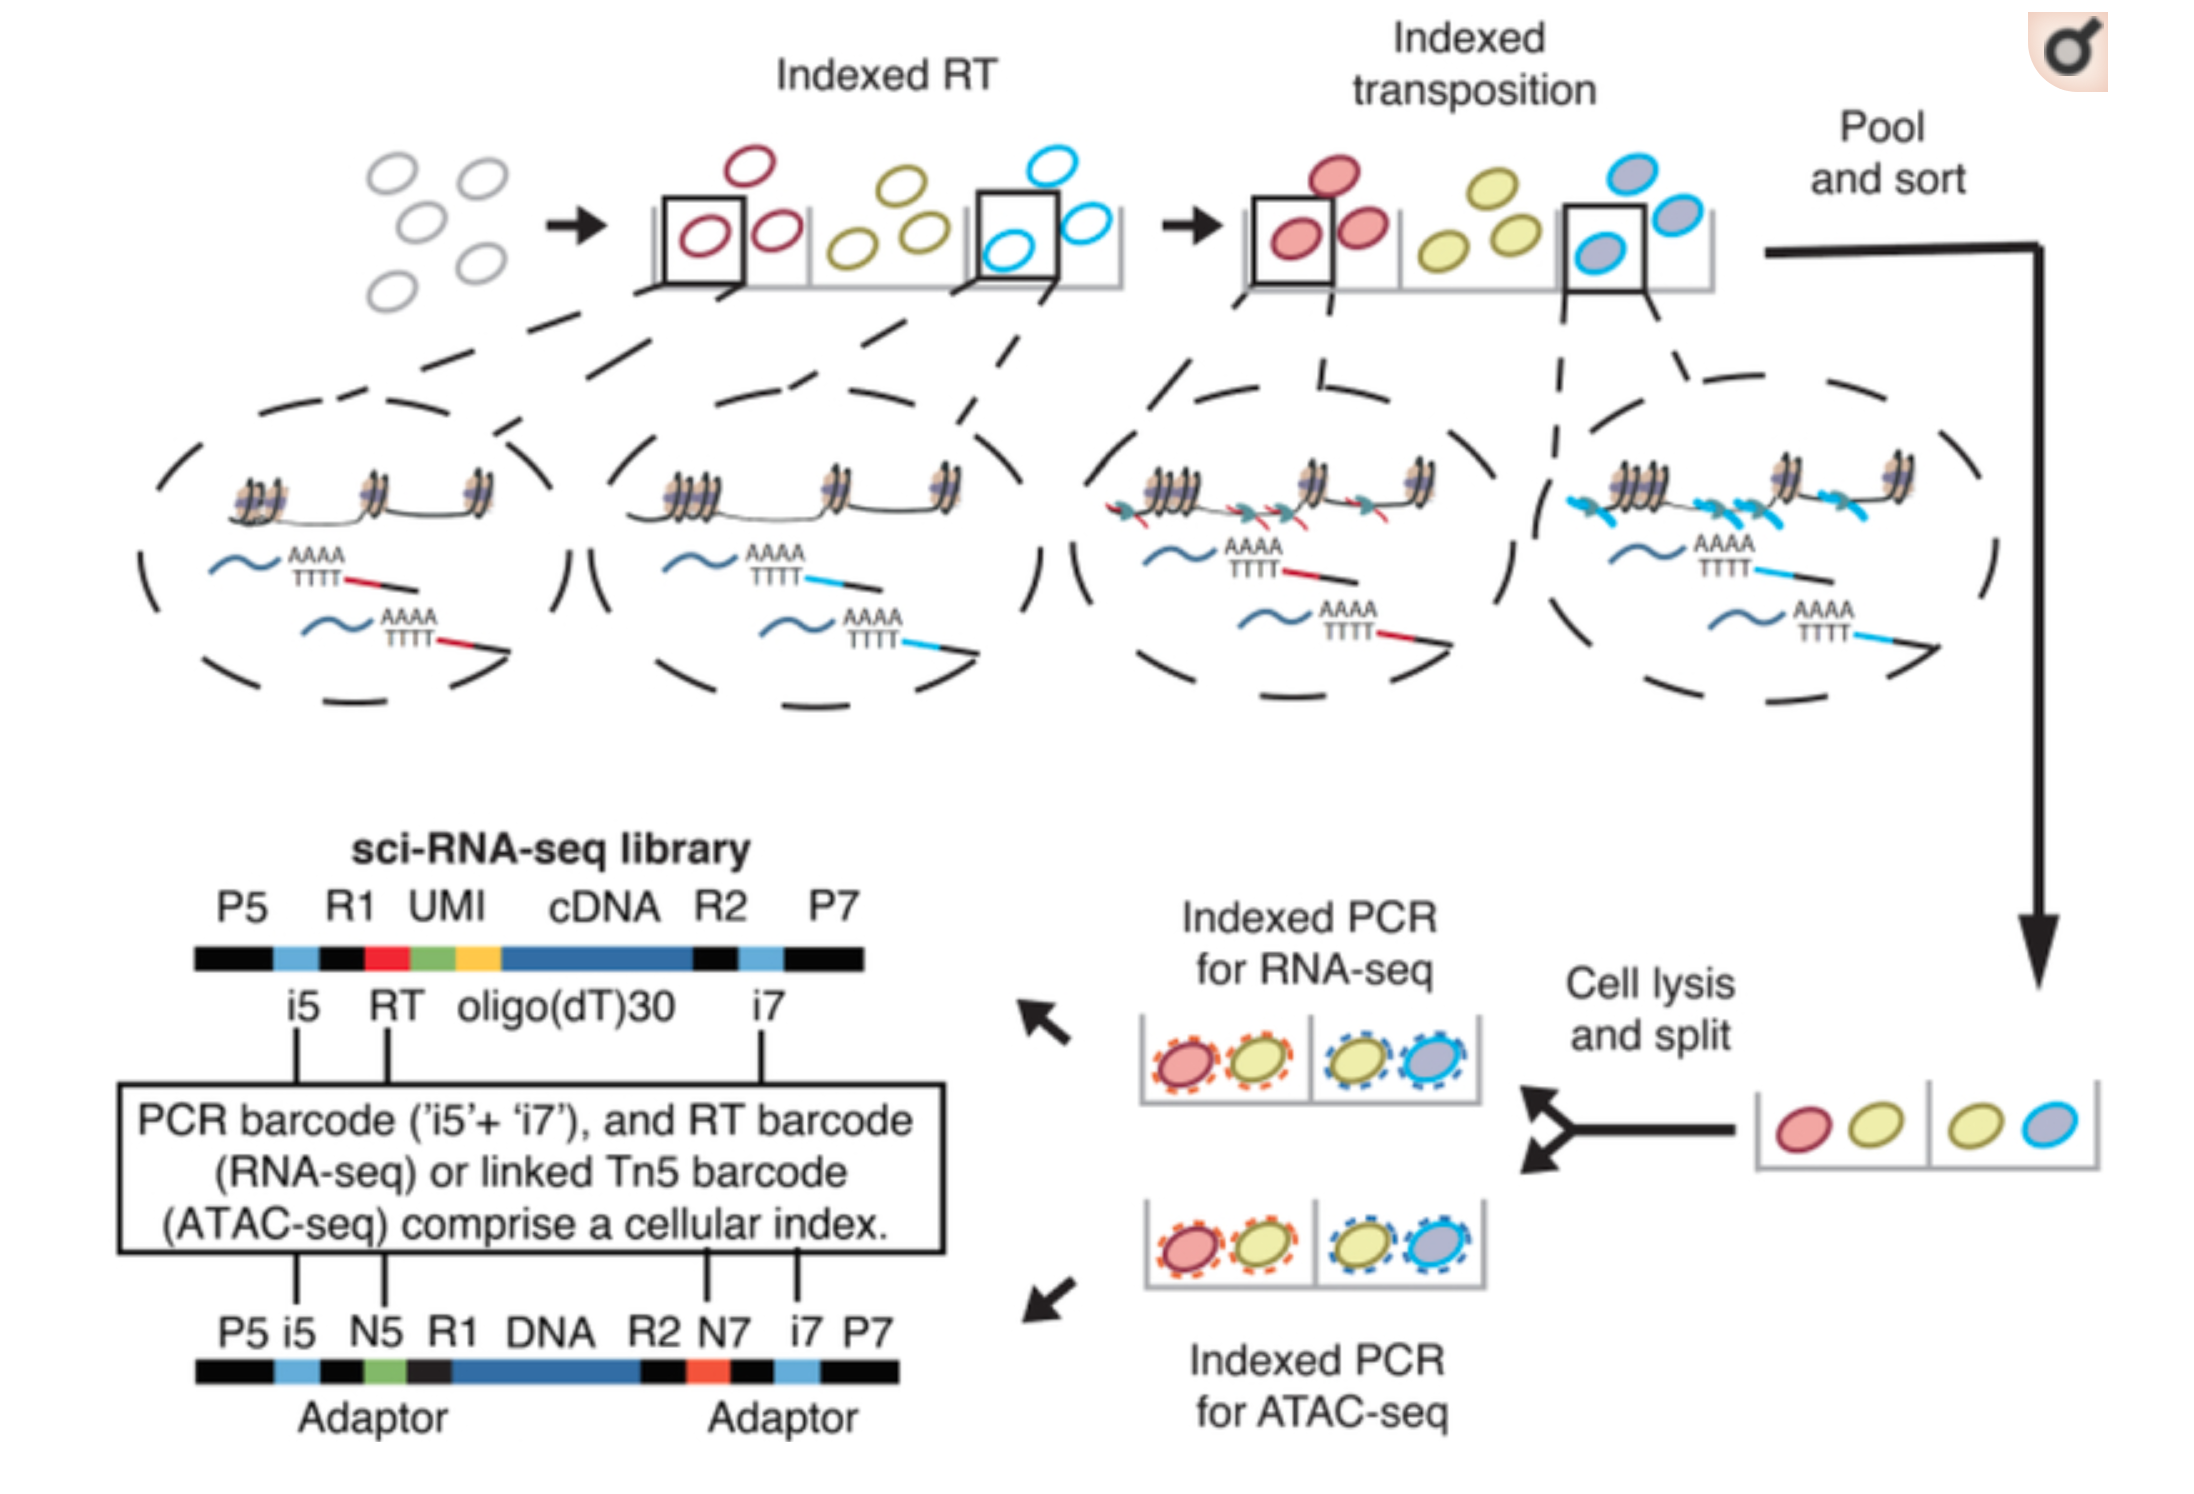 Indexed RT
Indexed
transposition
Pool
and sort
AAAA
TTTT
AAAA
TTTT
AAAA
TTTT
AAAA
TTTT
AAAA
TTTT
AAAA
TTTT
AAAA
TTTT
AAAA
TTTT
sci-RNA-seq library
P5 R1 UMI cDNA R2 P7
i5 RT oligo(dT)30 i7
PCR barcode (’i5’+ ‘i7’), and RT barcode
(RNA-seq) or linked Tn5 barcode
(ATAC-seq) comprise a cellular index.
P5 i5 N5 R1 DNA R2 N7 i7 P7
Adaptor Adaptor
Indexed PCR
for RNA-seq
Cell lysis
and split
Indexed PCR
for ATAC-seq